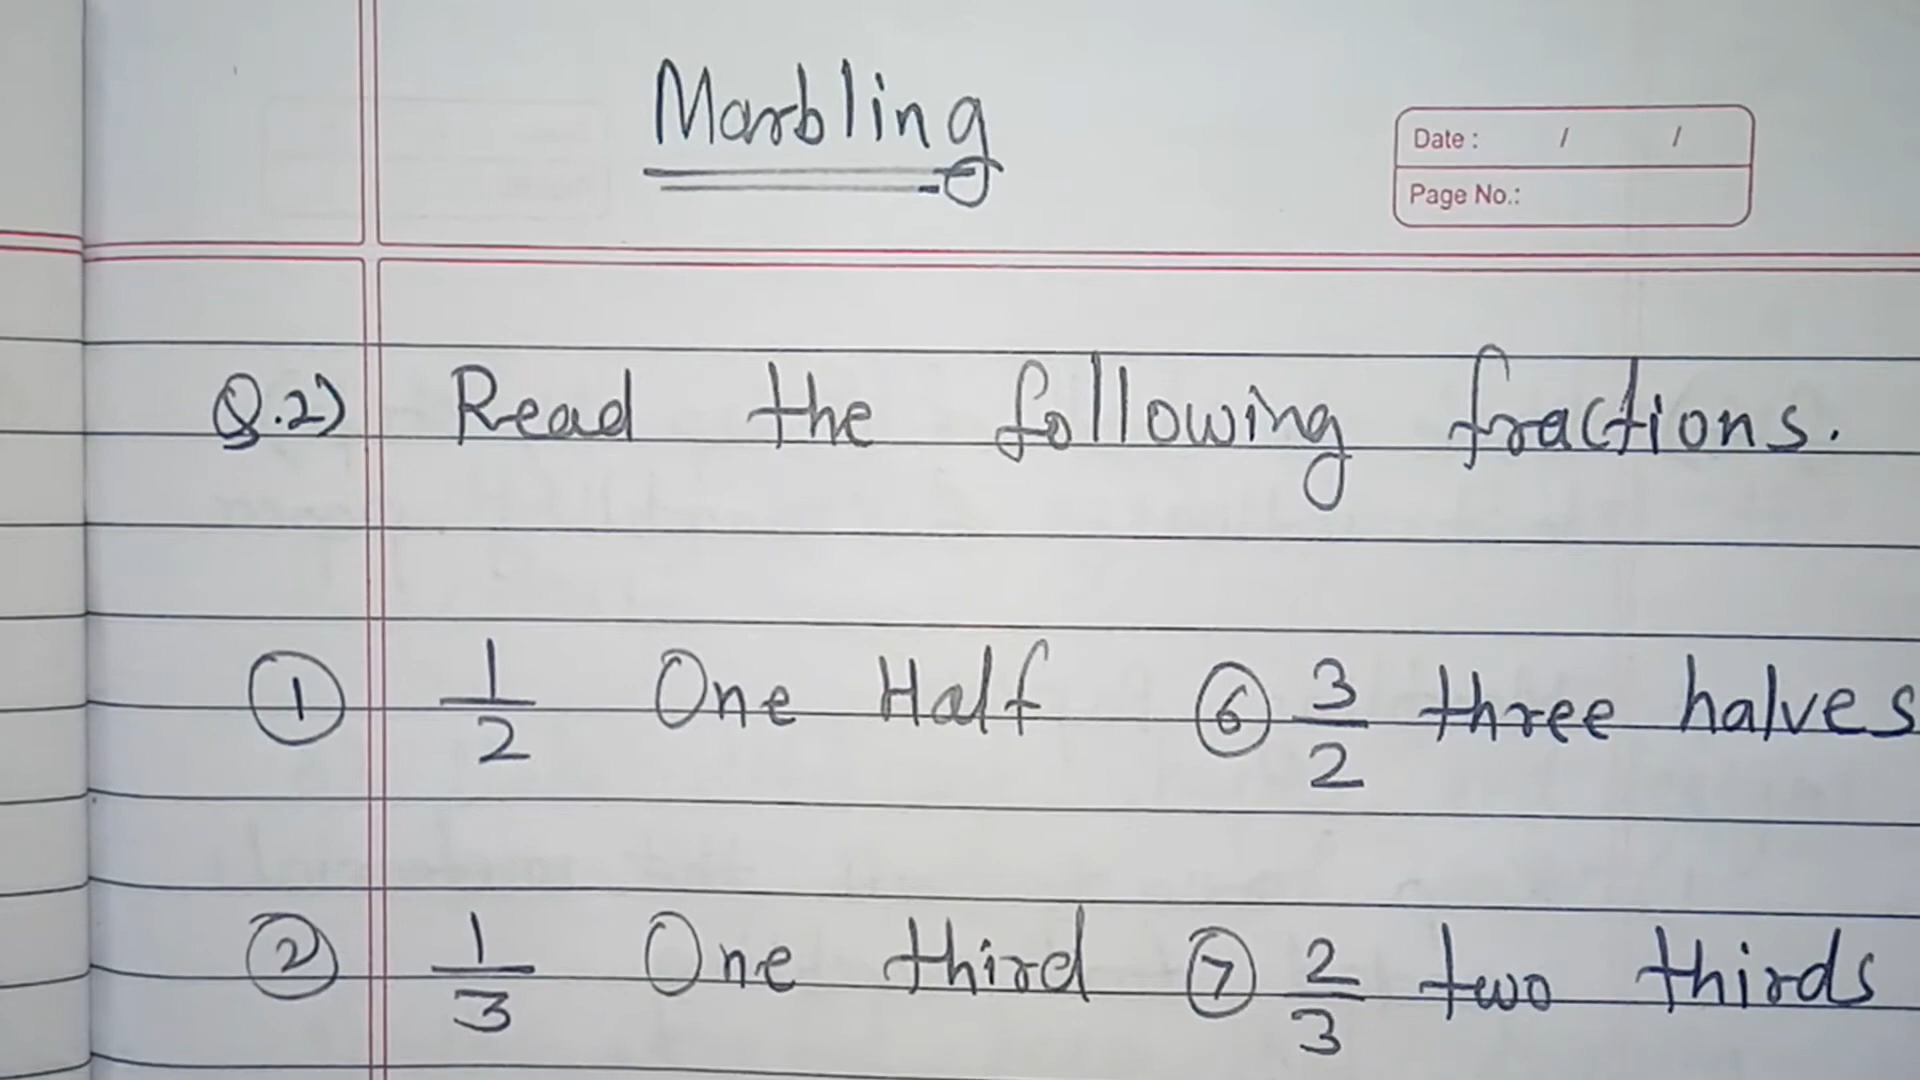 Marbling
Date : / /
Page No.:
Q.2) Read the following fractions.
① 1/2 One Half ⑥ 3/2 three halves
② 1/3 One third ⑦ 2/3 two thirds